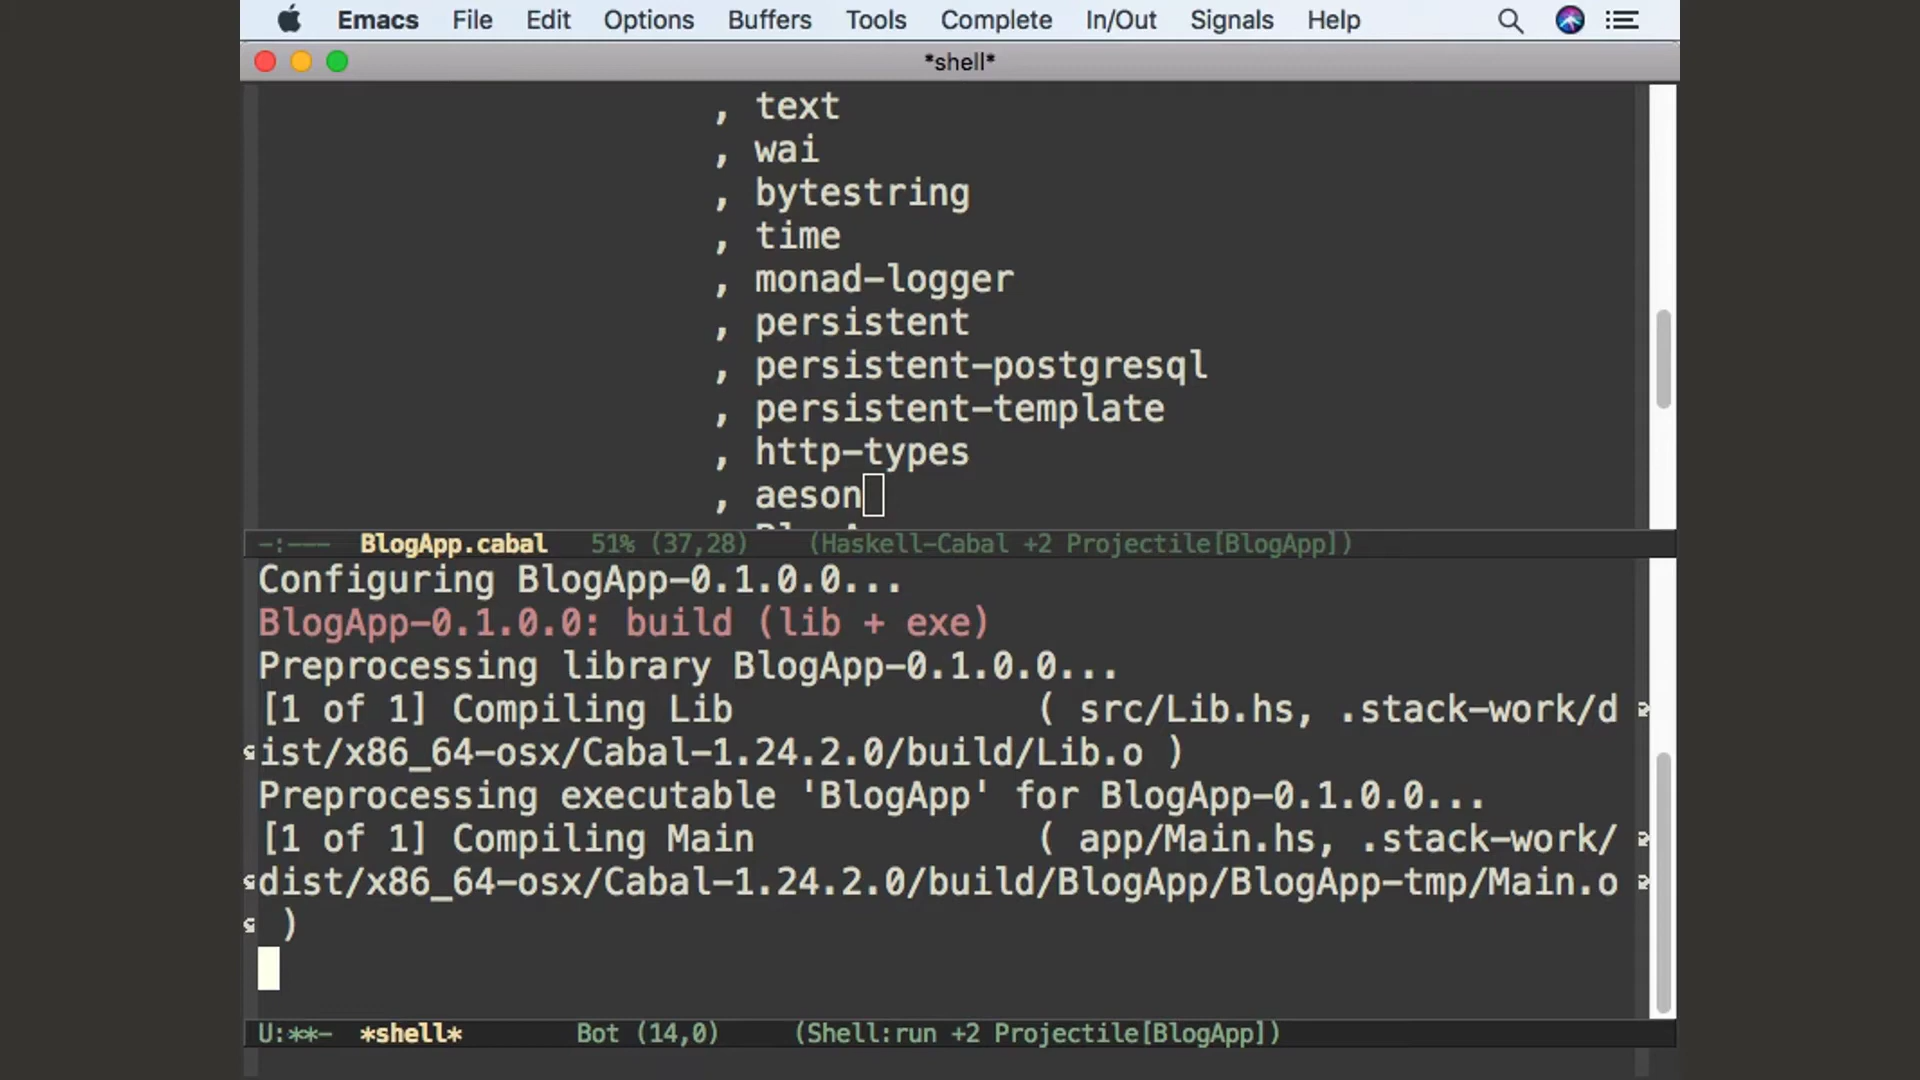 Emacs File Edit Options Buffers Tools Complete In/Out Signals Help
*shell*
, text
, wai
, bytestring
, time
, monad-logger
, persistent
, persistent-postgresql
, persistent-template
, http-types
, aeson
-:--- BlogApp.cabal 51% (37,28) (Haskell-Cabal +2 Projectile[BlogApp])
Configuring BlogApp-0.1.0.0...
BlogApp-0.1.0.0: build (lib + exe)
Preprocessing library BlogApp-0.1.0.0...
[1 of 1] Compiling Lib ( src/Lib.hs, .stack-work/d
ist/x86_64-osx/Cabal-1.24.2.0/build/Lib.o )
Preprocessing executable 'BlogApp' for BlogApp-0.1.0.0...
[1 of 1] Compiling Main ( app/Main.hs, .stack-work/
dist/x86_64-osx/Cabal-1.24.2.0/build/BlogApp/BlogApp-tmp/Main.o
)
U:**- *shell* Bot (14,0) (Shell:run +2 Projectile[BlogApp])